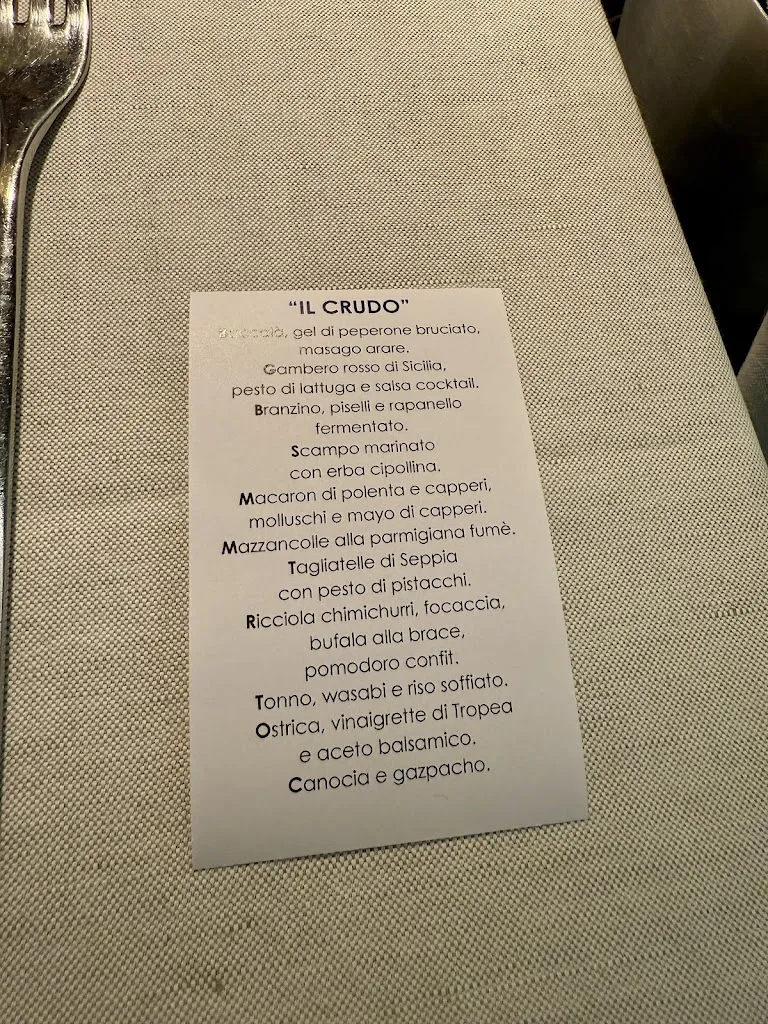 "IL CRUDO"
Baccalà, gel di peperone bruciato,
masago arare.
Gambero rosso di Sicilia,
pesto di lattuga e salsa cocktail.
Branzino, piselli e rapanello
fermentato.
Scampo marinato
con erba cipollina.
Macaron di polenta e capperi,
molluschi e mayo di capperi.
Mazzancolle alla parmigiana fumè.
Tagliatelle di Seppia
con pesto di pistacchi.
Ricciola chimichurri, focaccia,
bufala alla brace,
pomodoro confit.
Tonno, wasabi e riso soffiato.
Ostrica, vinaigrette di Tropea
e aceto balsamico.
Canocia e gazpacho.